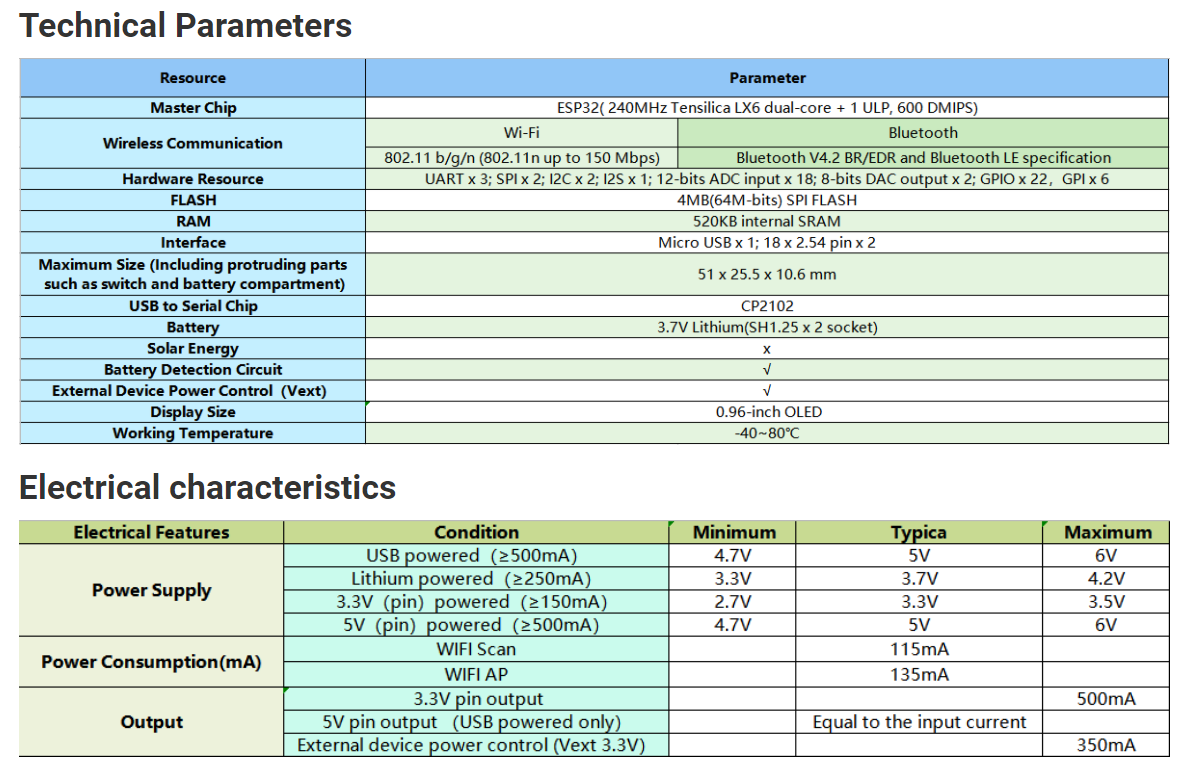 Technical Parameters
Resource Parameter
Master Chip ESP32( 240MHz Tensilica LX6 dual-core + 1 ULP, 600 DMIPS)
Wireless Communication Wi-Fi Bluetooth
802.11 b/g/n (802.11n up to 150 Mbps) Bluetooth V4.2 BR/EDR and Bluetooth LE specification
Hardware Resource UART x 3; SPI x 2; I2C x 2; I2S x 1; 12-bits ADC input x 18; 8-bits DAC output x 2; GPIO x 22，GPI x 6
FLASH 4MB(64M-bits) SPI FLASH
RAM 520KB internal SRAM
Interface Micro USB x 1; 18 x 2.54 pin x 2
Maximum Size (Including protruding parts
such as switch and battery compartment) 51 x 25.5 x 10.6 mm
USB to Serial Chip CP2102
Battery 3.7V Lithium(SH1.25 x 2 socket)
Solar Energy x
Battery Detection Circuit √
External Device Power Control（Vext） √
Display Size 0.96-inch OLED
Working Temperature -40~80℃
Electrical characteristics
Electrical Features Condition Minimum Typica Maximum
Power Supply USB powered（≥500mA） 4.7V 5V 6V
Lithium powered（≥250mA） 3.3V 3.7V 4.2V
3.3V（pin）powered（≥150mA） 2.7V 3.3V 3.5V
5V（pin）powered（≥500mA） 4.7V 5V 6V
Power Consumption(mA) WIFI Scan 115mA
WIFI AP 135mA
Output 3.3V pin output 500mA
5V pin output （USB powered only) Equal to the input current
External device power control (Vext 3.3V) 350mA